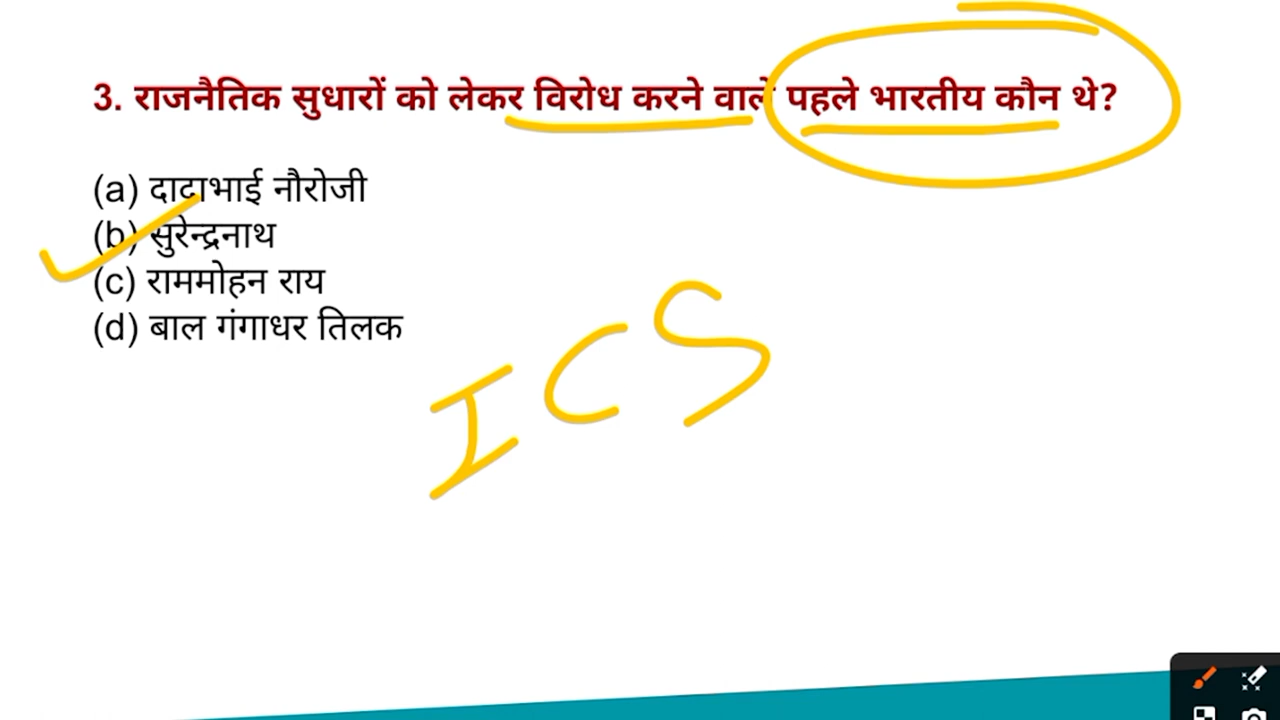 3. राजनैतिक सुधारों को लेकर विरोध करने वाले पहले भारतीय कौन थे?
(a) दादाभाई नौरोजी
(b) सुरेन्द्रनाथ
(c) राममोहन राय
(d) बाल गंगाधर तिलक
ICS